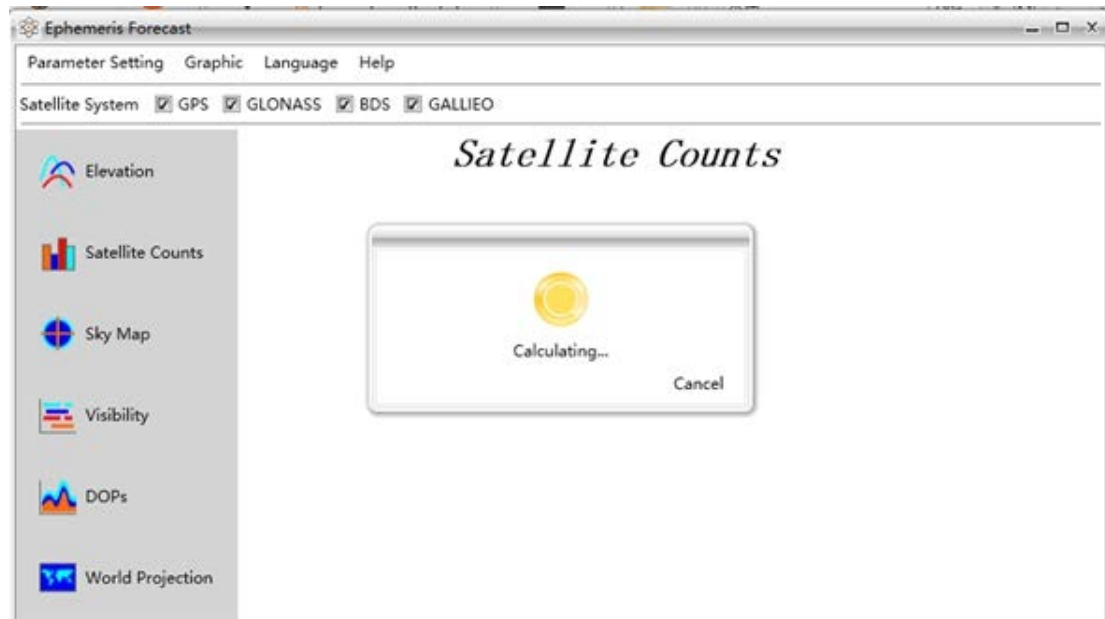 Ephemeris Forecast
Parameter Setting Graphic Language Help
Satellite System GPS GLONASS BDS GALLIEO
Satellite Counts
Elevation
Satellite Counts
Sky Map
Visibility
DOPs
World Projection
Calculating...
Cancel